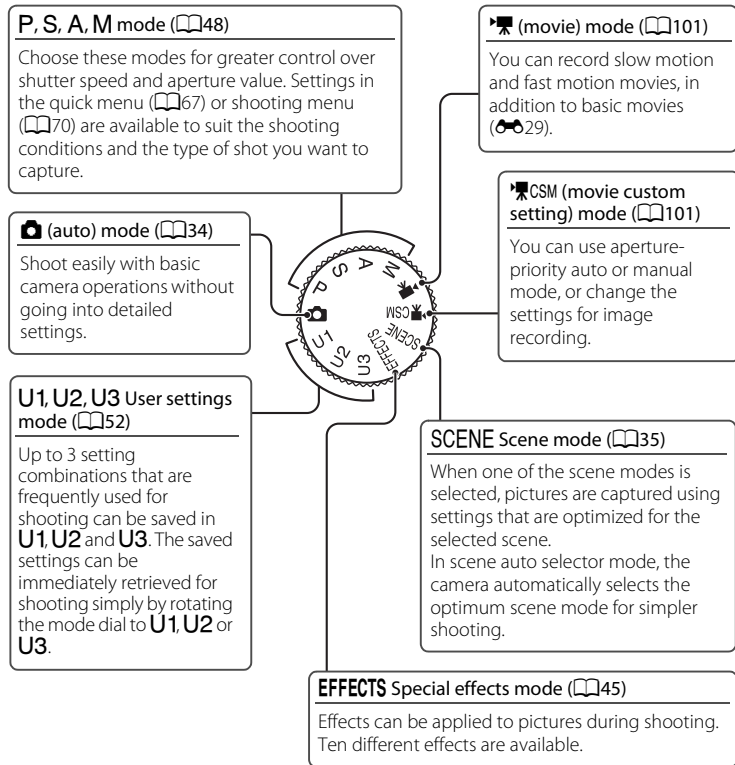 P, S, A, M mode (48)
Choose these modes for greater control over
shutter speed and aperture value. Settings in
the quick menu (67) or shooting menu
(70) are available to suit the shooting
conditions and the type of shot you want to
capture.
(movie) mode (101)
You can record slow motion
and fast motion movies, in
addition to basic movies
(29).
(auto) mode (34)
Shoot easily with basic
camera operations without
going into detailed
settings.
CSM (movie custom
setting) mode (101)
You can use aperture-
priority auto or manual
mode, or change the
settings for image
recording.
P
S
A
M
CSM
SCENE
EFFECTS
U3
U2
U1
U1, U2, U3 User settings
mode (52)
Up to 3 setting
combinations that are
frequently used for
shooting can be saved in
U1, U2 and U3. The saved
settings can be
immediately retrieved for
shooting simply by rotating
the mode dial to U1, U2 or
U3.
SCENE Scene mode (35)
When one of the scene modes is
selected, pictures are captured using
settings that are optimized for the
selected scene.
In scene auto selector mode, the
camera automatically selects the
optimum scene mode for simpler
shooting.
EFFECTS Special effects mode (45)
Effects can be applied to pictures during shooting.
Ten different effects are available.